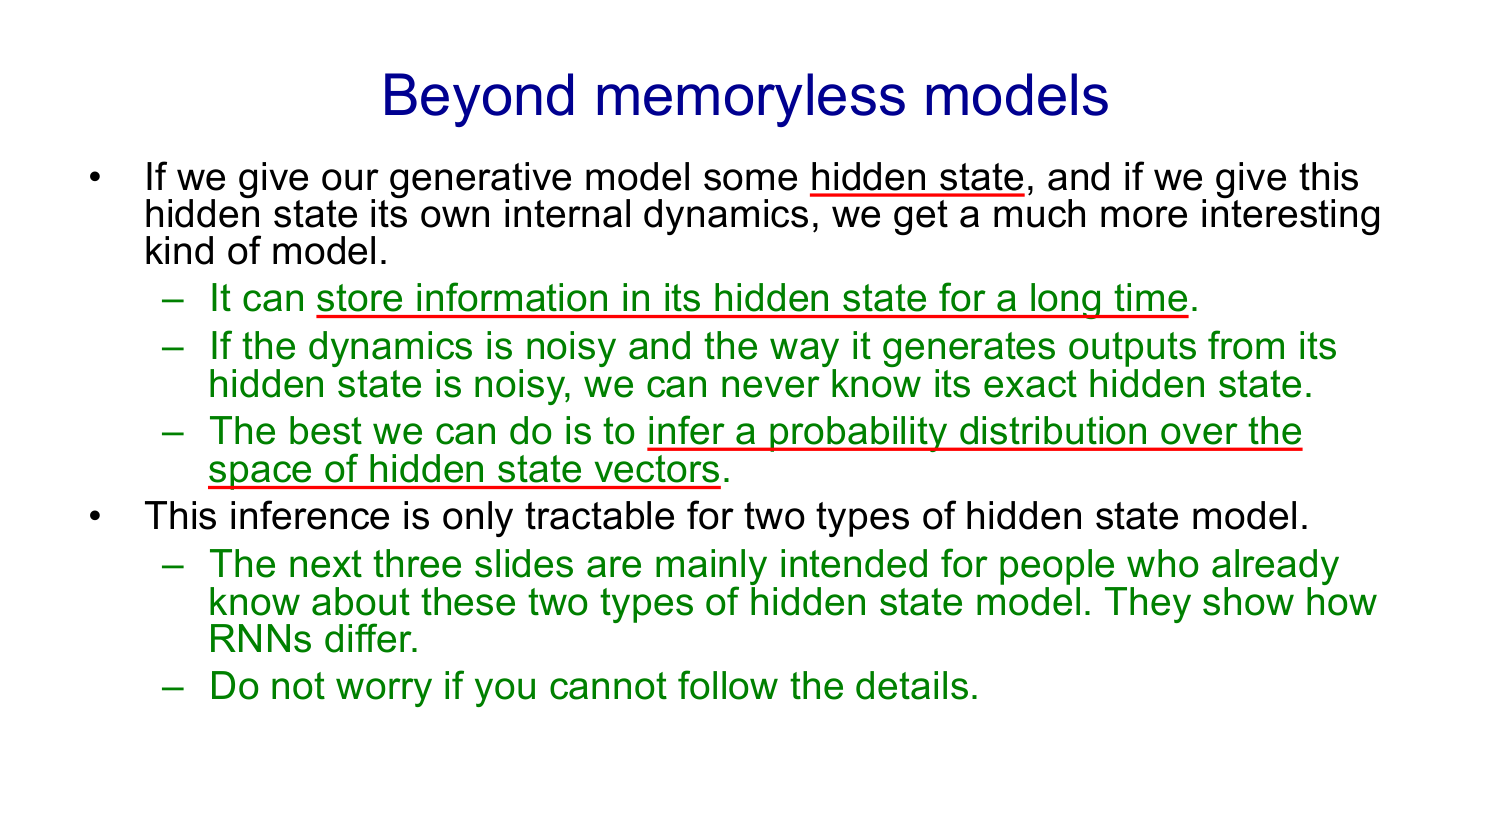 Beyond memoryless models
• If we give our generative model some hidden state, and if we give this
hidden state its own internal dynamics, we get a much more interesting
kind of model.
– It can store information in its hidden state for a long time.
– If the dynamics is noisy and the way it generates outputs from its
hidden state is noisy, we can never know its exact hidden state.
– The best we can do is to infer a probability distribution over the
space of hidden state vectors.
• This inference is only tractable for two types of hidden state model.
– The next three slides are mainly intended for people who already
know about these two types of hidden state model. They show how
RNNs differ.
– Do not worry if you cannot follow the details.